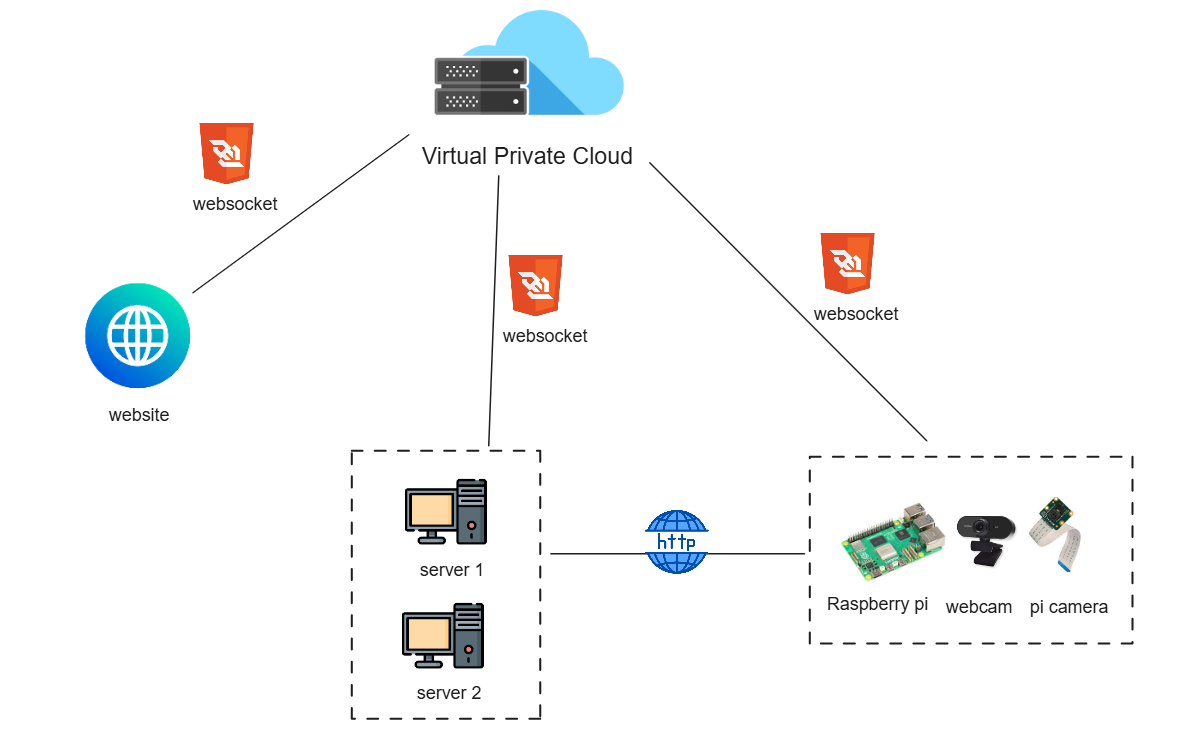 Virtual Private Cloud
websocket
websocket
websocket
website
http
server 1
server 2
Raspberry pi
webcam
pi camera